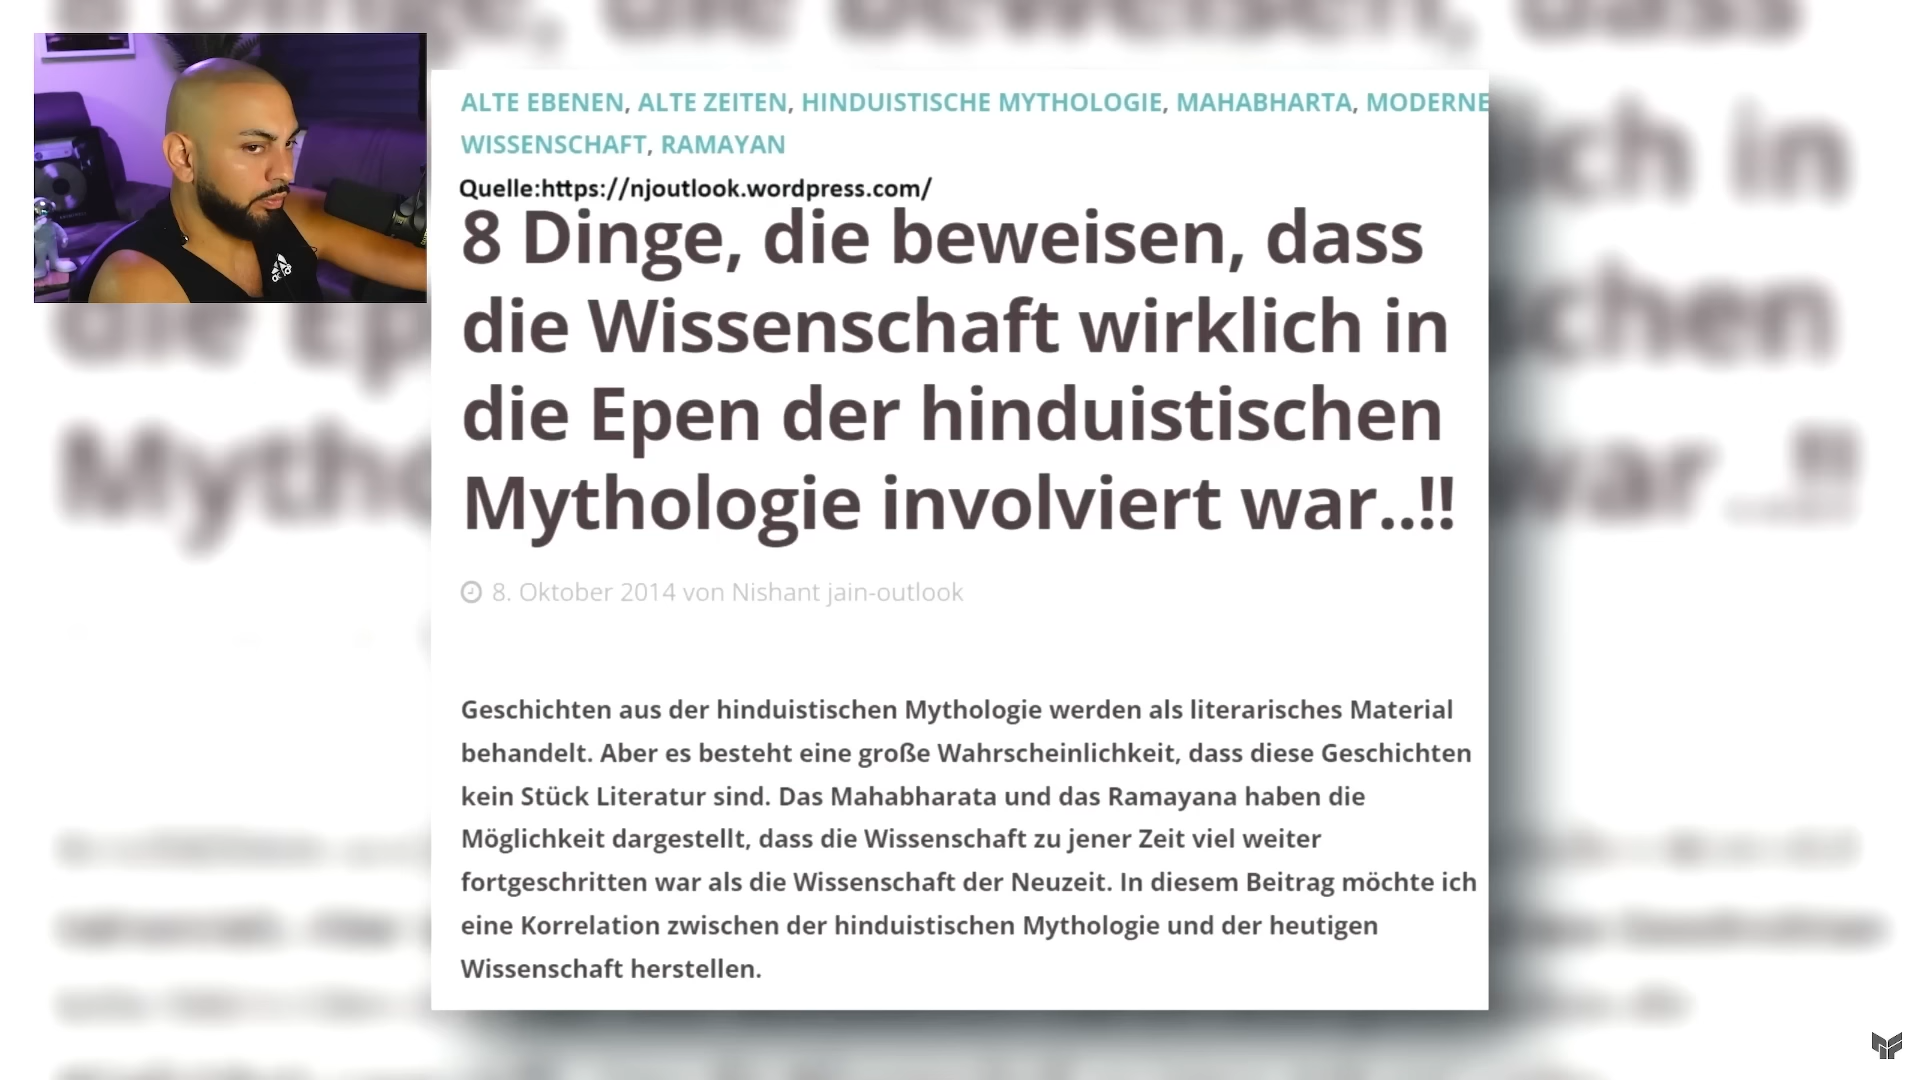 ALTE EBENEN, ALTE ZEITEN, HINDUISTISCHE MYTHOLOGIE, MAHABHARTA, MODERNE
WISSENSCHAFT, RAMAYAN
Quelle:https://njoutlook.wordpress.com/
8 Dinge, die beweisen, dass
die Wissenschaft wirklich in
die Epen der hinduistischen
Mythologie involviert war..!!
8. Oktober 2014 von Nishant jain-outlook
Geschichten aus der hinduistischen Mythologie werden als literarisches Material
behandelt. Aber es besteht eine große Wahrscheinlichkeit, dass diese Geschichten
kein Stück Literatur sind. Das Mahabharata und das Ramayana haben die
Möglichkeit dargestellt, dass die Wissenschaft zu jener Zeit viel weiter
fortgeschritten war als die Wissenschaft der Neuzeit. In diesem Beitrag möchte ich
eine Korrelation zwischen der hinduistischen Mythologie und der heutigen
Wissenschaft herstellen.